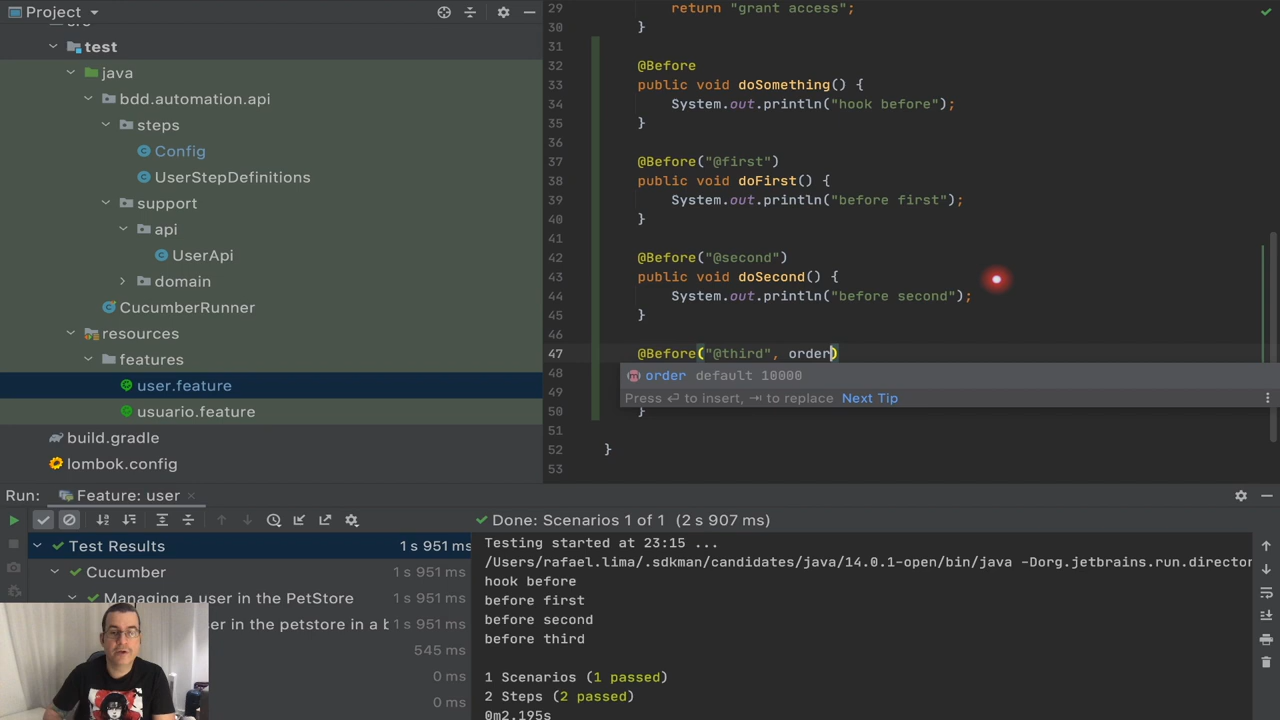 Project
test
java
bdd.automation.api
steps
Config
UserStepDefinitions
support
api
UserApi
domain
CucumberRunner
resources
features
user.feature
usuario.feature
build.gradle
lombok.config
29 return "grant access";
30 }
31
32 @Before
33 public void doSomething() {
34 System.out.println("hook before");
35 }
36
37 @Before("@first")
38 public void doFirst() {
39 System.out.println("before first");
40 }
41
42 @Before("@second")
43 public void doSecond() {
44 System.out.println("before second");
45 }
46
47 @Before("@third", order)
48
order default 10000
49
Press ⏎ to insert, ⇥ to replace Next Tip
50 }
51
52 }
53
Run: Feature: user
Done: Scenarios 1 of 1 (2 s 907 ms)
Test Results 1 s 951 ms
Cucumber 1 s 951 ms
Managing a user in the PetStore 1 s 951 ms
er in the petstore in a b 1 s 405 ms
545 ms
0 ms
0 ms
Testing started at 23:15 ...
/Users/rafael.lima/.sdkman/candidates/java/14.0.1-open/bin/java -Dorg.jetbrains.run.director
hook before
before first
before second
before third
1 Scenarios (1 passed)
2 Steps (2 passed)
0m2.195s